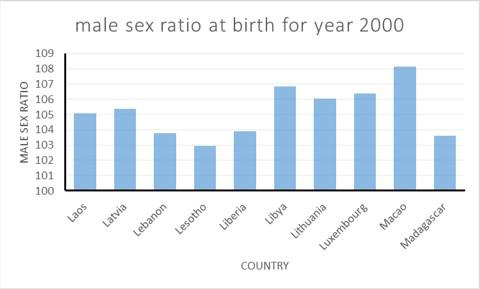 male sex ratio at birth for year 2000
MALE SEX RATIO
109
108
107
106
105
104
103
102
101
100
Laos
Latvia
Lebanon
Lesotho
Liberia
Libya
Lithuania
Luxembourg
Macao
Madagascar
COUNTRY